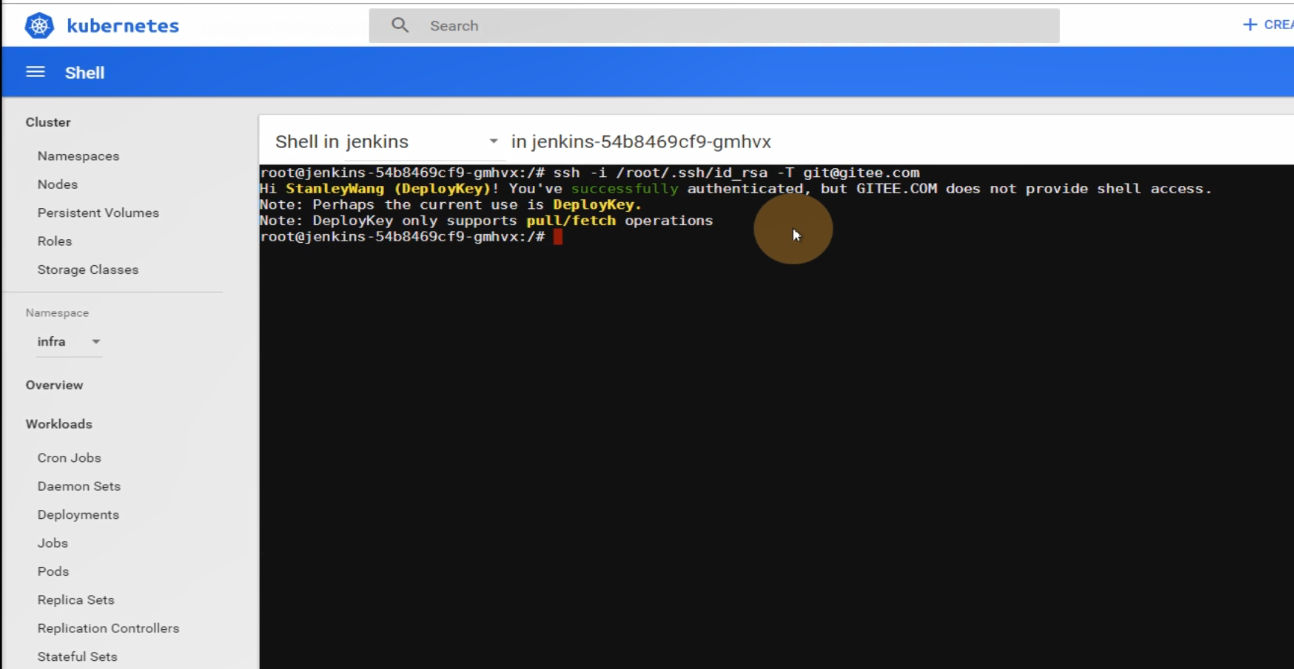 kubernetes
Search
Shell
Cluster
Namespaces
Nodes
Persistent Volumes
Roles
Storage Classes
Namespace
infra
Overview
Workloads
Cron Jobs
Daemon Sets
Deployments
Jobs
Pods
Replica Sets
Replication Controllers
Stateful Sets
Shell in jenkins in jenkins-54b8469cf9-gmhvx
root@jenkins-54b8469cf9-gmhvx:/# ssh -i /root/.ssh/id_rsa -T git@gitee.com
Hi StanleyWang (DeployKey)! You've successfully authenticated, but GITEE.COM does not provide shell access.
Note: Perhaps the current use is DeployKey.
Note: DeployKey only supports pull/fetch operations
root@jenkins-54b8469cf9-gmhvx:/#